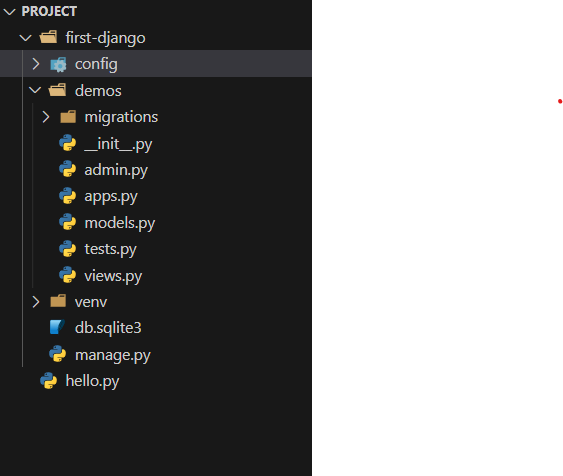 PROJECT
first-django
config
demos
migrations
__init__.py
admin.py
apps.py
models.py
tests.py
views.py
venv
db.sqlite3
manage.py
hello.py